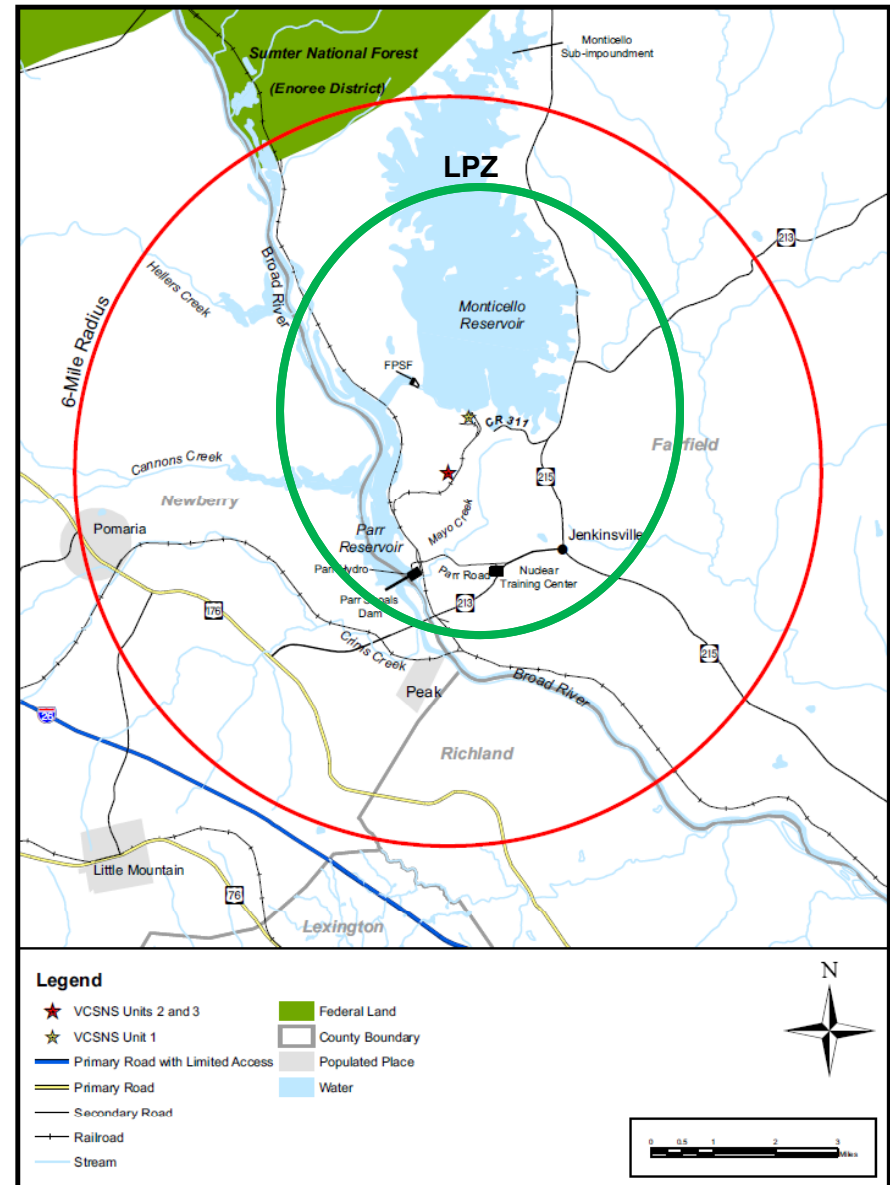 Sumter National Forest
(Enoree District)
Monticello
Sub-impoundment
LPZ
213
Hellers Creek
Broad River
Monticello
Reservoir
6-Mile Radius
FPSF
CR 311
Fairfield
Cannons Creek
Newberry
215
Mayo Creek
Pomaria
Parr
Reservoir
Jenkinsville
Parr Hydro
Parr Road
Nuclear
Training Center
Parr Shoals
Dam
213
176
Crims Creek
215
Peak
Broad River
26
Richland
Little Mountain
76
Lexington
Legend
VCSNS Units 2 and 3
VCSNS Unit 1
Primary Road with Limited Access
Primary Road
Secondary Road
Railroad
Stream
Federal Land
County Boundary
Populated Place
Water
N
0 0.5 1 2 3
Miles